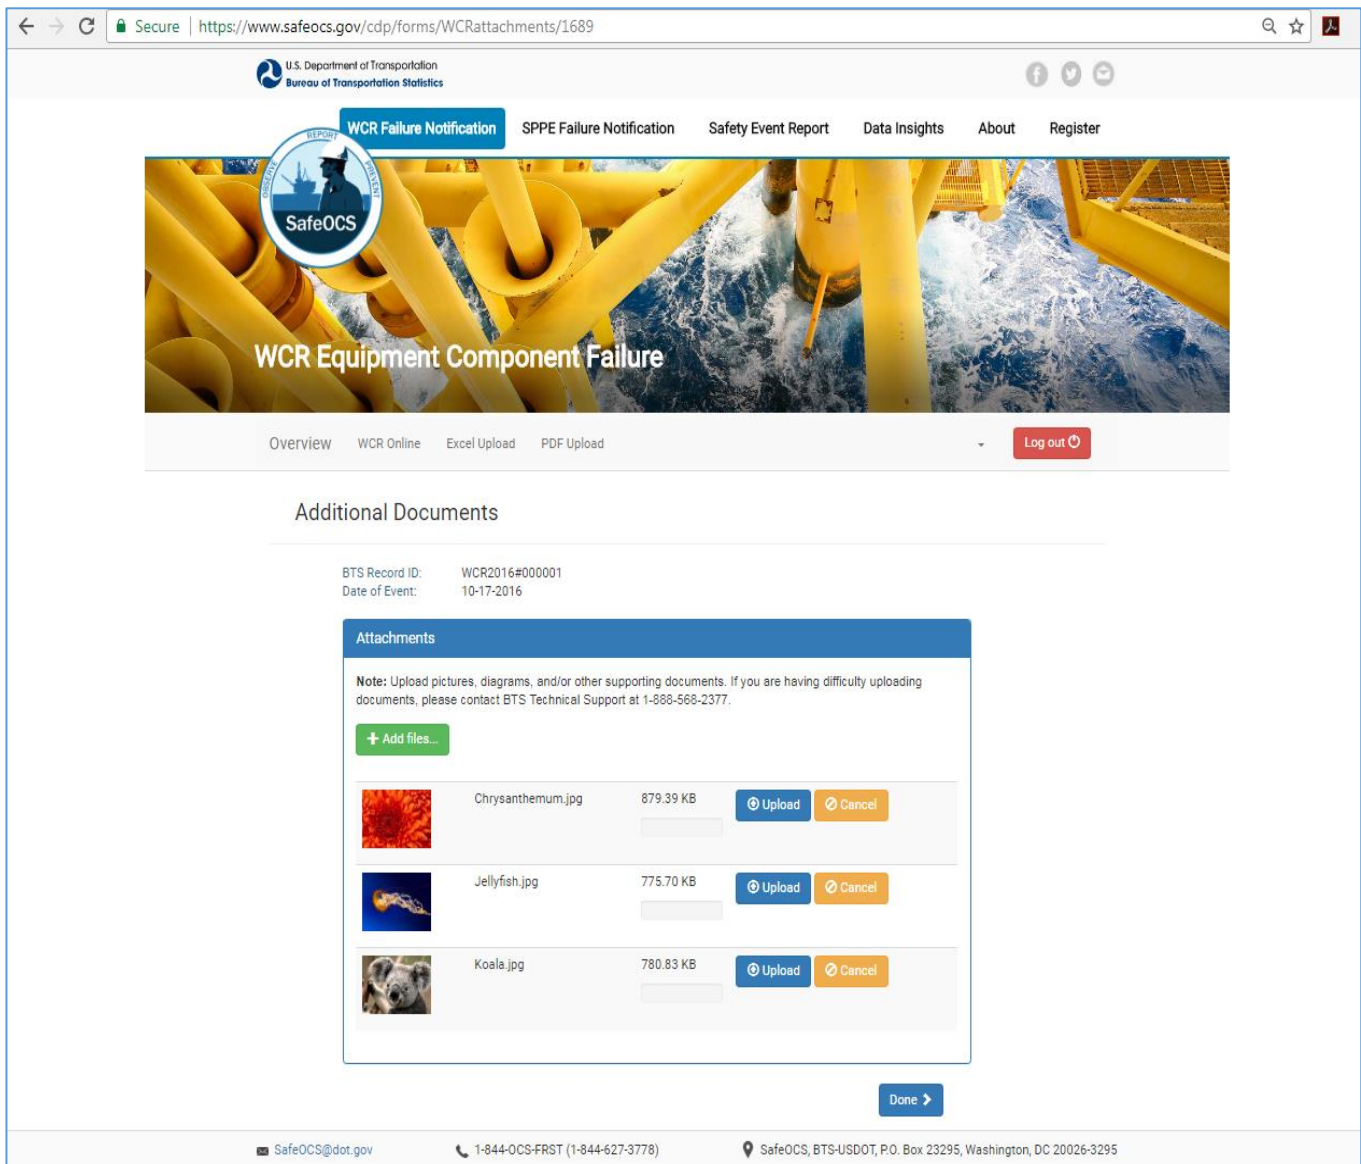 Secure | https://www.safeocs.gov/cdp/forms/WCRattachments/1689
U.S. Department of Transportation
Bureau of Transportation Statistics
WCR Failure Notification SPPE Failure Notification Safety Event Report Data Insights About Register
OBSERVE REPORT PREVENT
SafeOCS
WCR Equipment Component Failure
Overview WCR Online Excel Upload PDF Upload Log out
Additional Documents
BTS Record ID: WCR2016#000001
Date of Event: 10-17-2016
Attachments
Note: Upload pictures, diagrams, and/or other supporting documents. If you are having difficulty uploading
documents, please contact BTS Technical Support at 1-888-568-2377.
+ Add files...
Chrysanthemum.jpg 879.39 KB Upload Cancel
Jellyfish.jpg 775.70 KB Upload Cancel
Koala.jpg 780.83 KB Upload Cancel
Done
SafeOCS@dot.gov 1-844-OCS-FRST (1-844-627-3778) SafeOCS, BTS-USDOT, P.O. Box 23295, Washington, DC 20026-3295